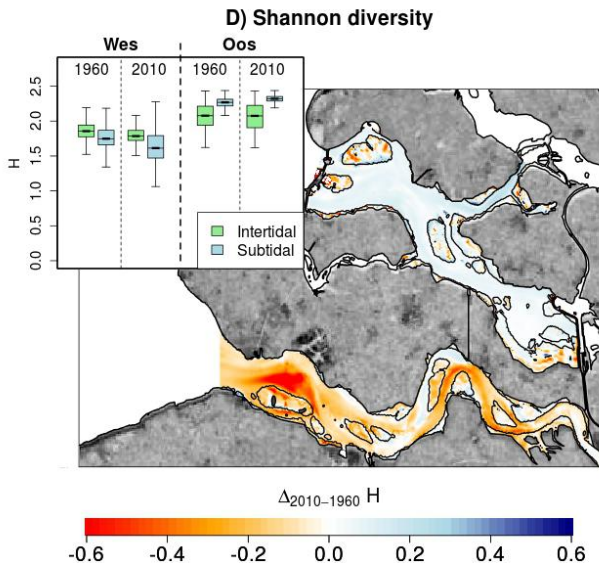 D) Shannon diversity
Wes Oos
1960 2010 1960 2010
2.5
2.0
1.5
1.0
0.5
0.0
H
Intertidal
Subtidal
Δ2010−1960 H
-0.6 -0.4 -0.2 0.0 0.2 0.4 0.6